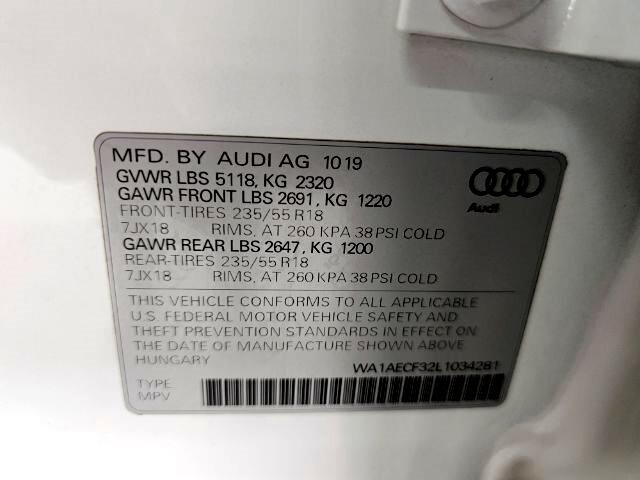 MFD. BY AUDI AG 10 19
GVWR LBS 5118, KG 2320
GAWR FRONT LBS 2691, KG 1220
FRONT-TIRES 235/55 R18
7JX18 RIMS, AT 260 KPA 38 PSI COLD
GAWR REAR LBS 2647, KG 1200
REAR-TIRES 235/55 R18
7JX18 RIMS, AT 260 KPA 38 PSI COLD
Audi
THIS VEHICLE CONFORMS TO ALL APPLICABLE
U.S. FEDERAL MOTOR VEHICLE SAFETY AND
THEFT PREVENTION STANDARDS IN EFFECT ON
THE DATE OF MANUFACTURE SHOWN ABOVE
HUNGARY
WA1AECF32L1034281
TYPE
MPV